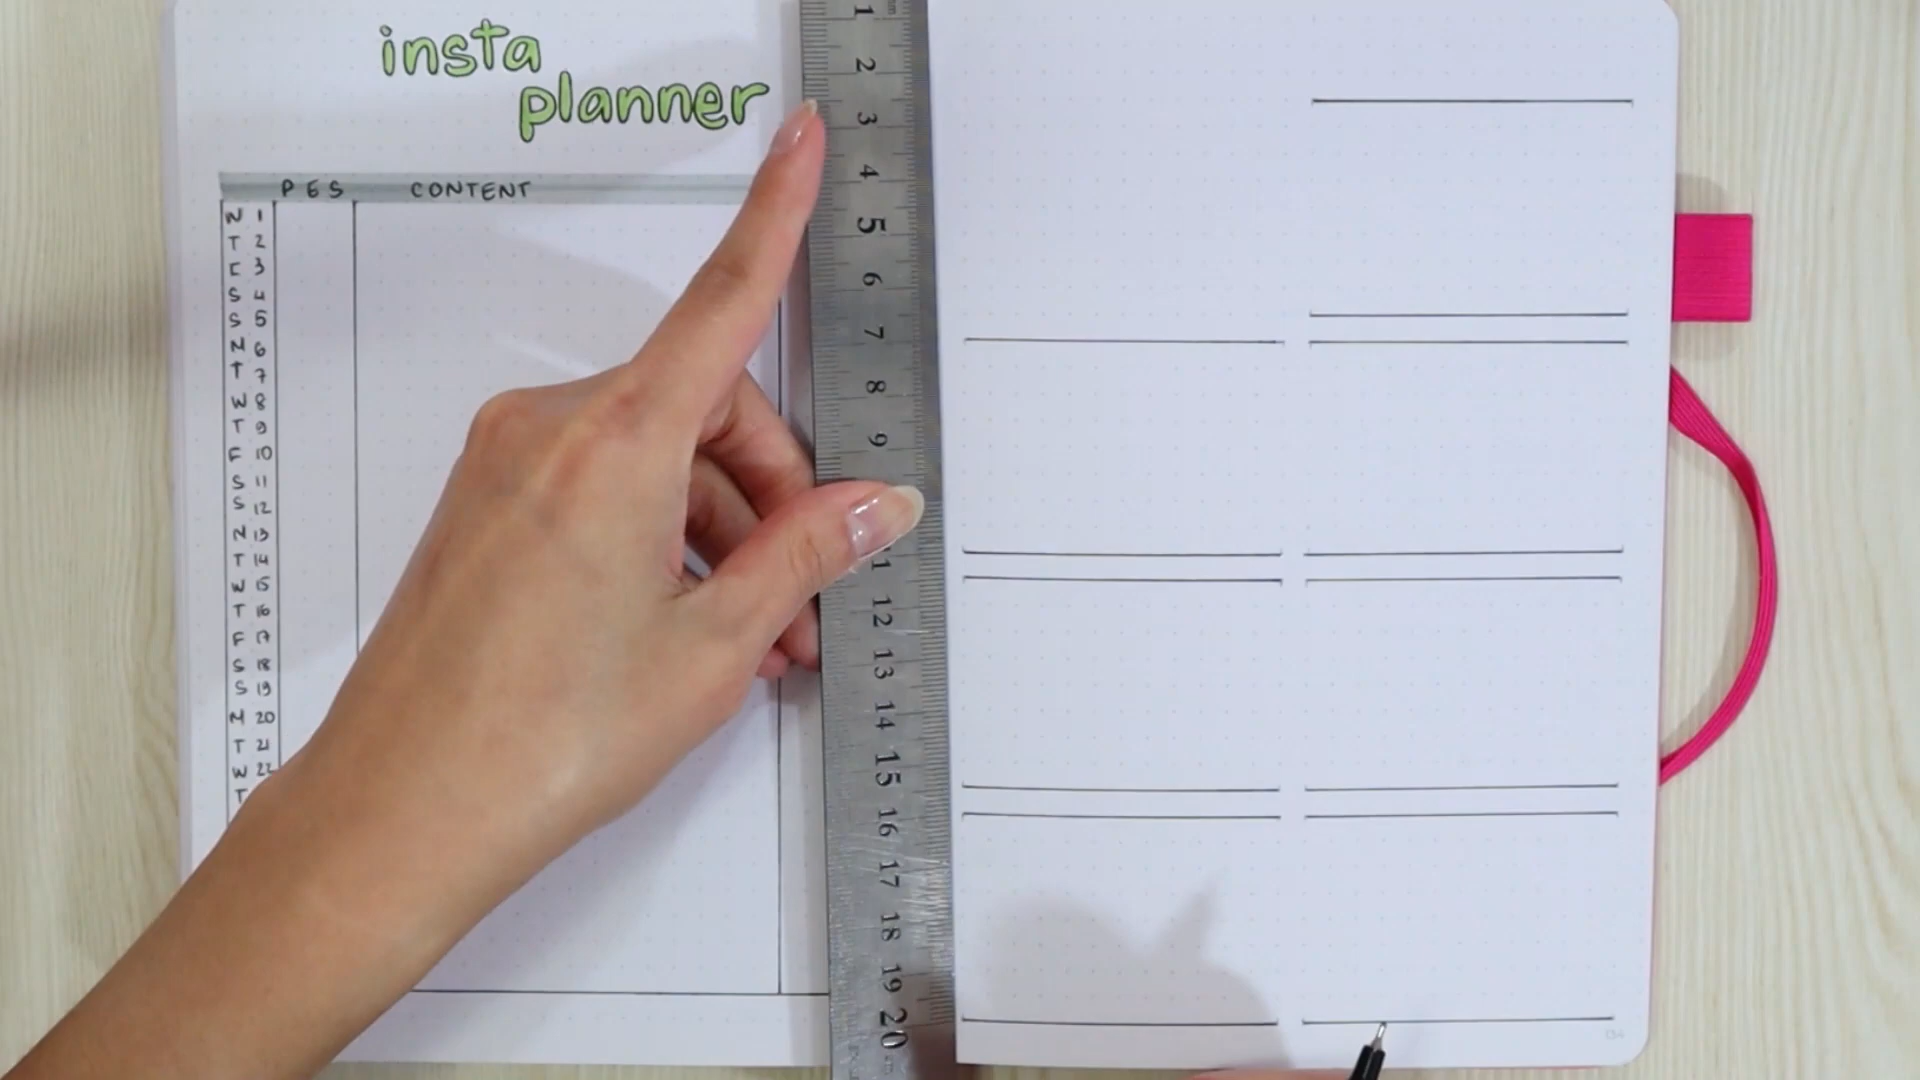 insta
planner
P E S CONTENT
N 1
T 2
F 3
S 4
S 5
N 6
T 7
W 8
T 9
F 10
S 11
S 12
N 13
T 14
W 15
T 16
F 17
S 18
S 19
M 20
T 21
W 22
T
1
2
3
4
5
6
7
8
9
11
12
13
14
15
16
17
18
19
20